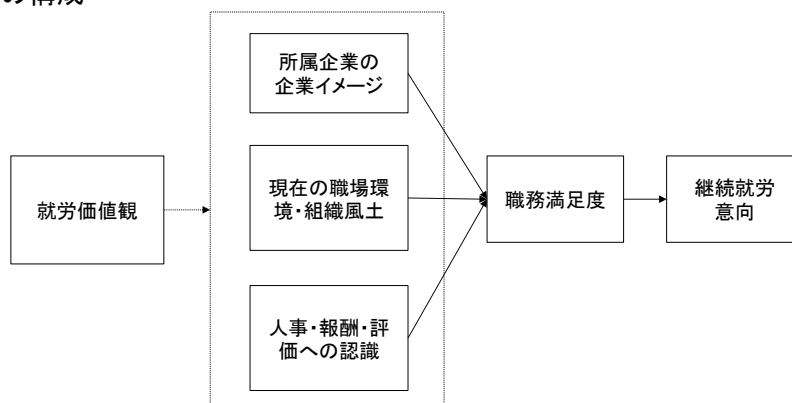 の構成
所属企業の
企業イメージ
就労価値観
現在の職場環
境・組織風土
職務満足度
継続就労
意向
人事・報酬・評
価への認識